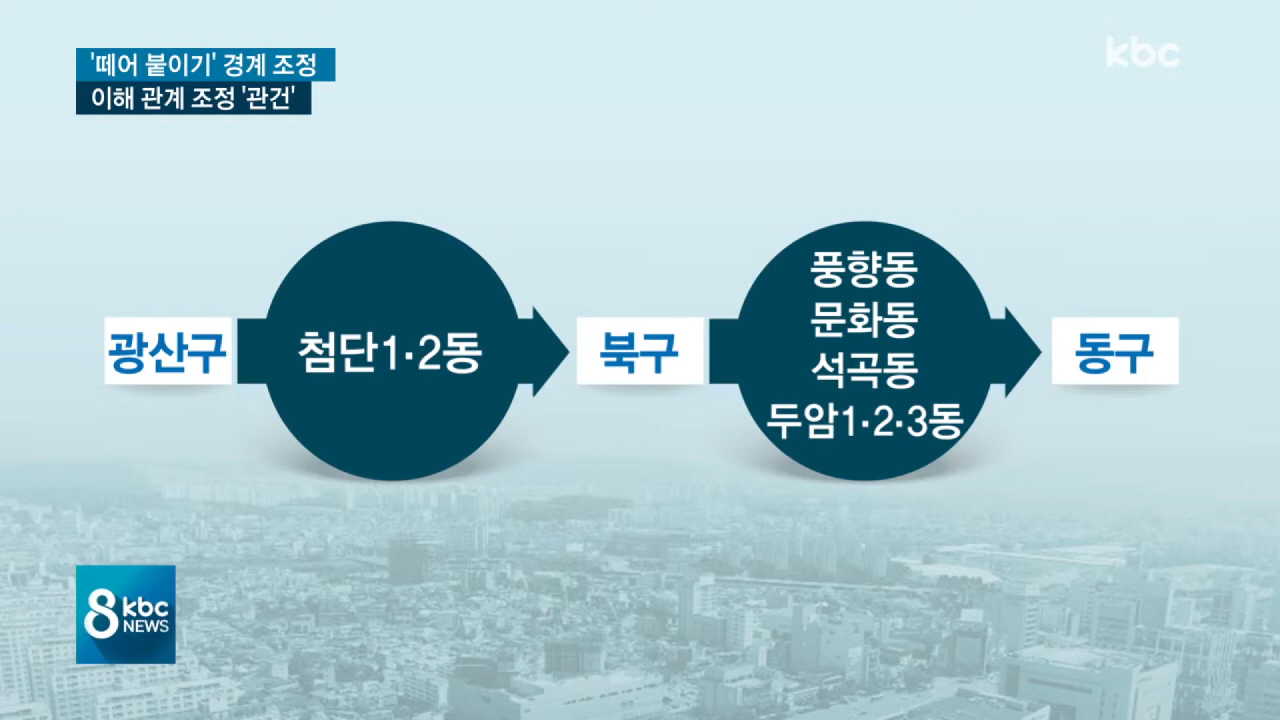 '떼어 붙이기' 경계 조정
이해 관계 조정 '관건'
kbc
광산구
첨단1·2동
북구
풍향동
문화동
석곡동
두암1·2·3동
동구
8 kbc
NEWS